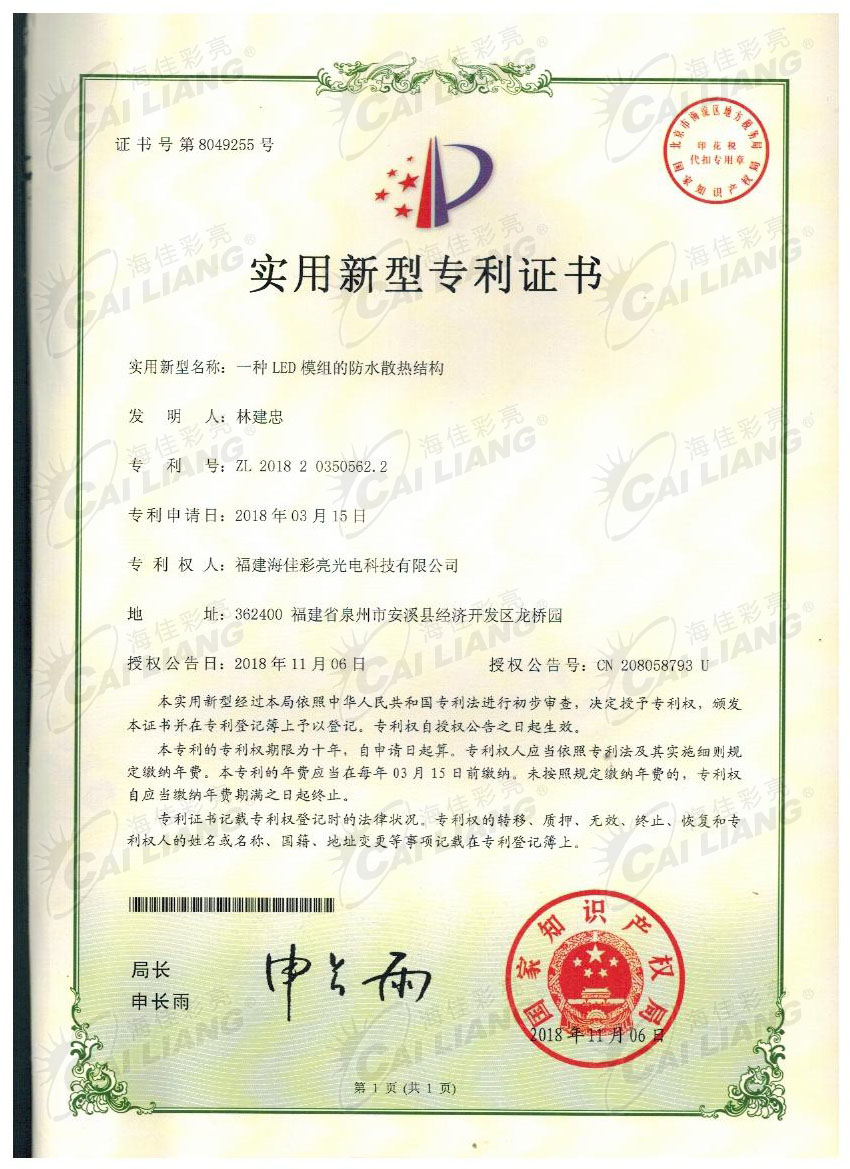 证书号第8049255号
北京市海淀区地方税务局
印花税
代扣专用章
国家知识产权局
实用新型专利证书
实用新型名称：一种LED模组的防水散热结构
发明人：林建忠
专利号：ZL 2018 2 0350562.2
专利申请日：2018年03月15日
专利权人：福建海佳彩亮光电科技有限公司
地址：362400 福建省泉州市安溪县经济开发区龙桥园
授权公告日：2018年11月06日 授权公告号：CN 208058793 U
本实用新型经过本局依照中华人民共和国专利法进行初步审查，决定授予专利权，颁发
本证书并在专利登记簿上予以登记。专利权自授权公告之日起生效。
本专利的专利权期限为十年，自申请日起算。专利权人应当依照专利法及其实施细则规
定缴纳年费。本专利的年费应当在每年03月15日前缴纳。未按照规定缴纳年费的，专利权
自应当缴纳年费期满之日起终止。
专利证书记载专利权登记时的法律状况。专利权的转移、质押、无效、终止、恢复和专
利权人的姓名或名称、国籍、地址变更等事项记载在专利登记簿上。
局长
申长雨
申长雨
国家知识产权局
2018年11月06日
第1页(共1页)
海佳彩亮®
CAI LIANG